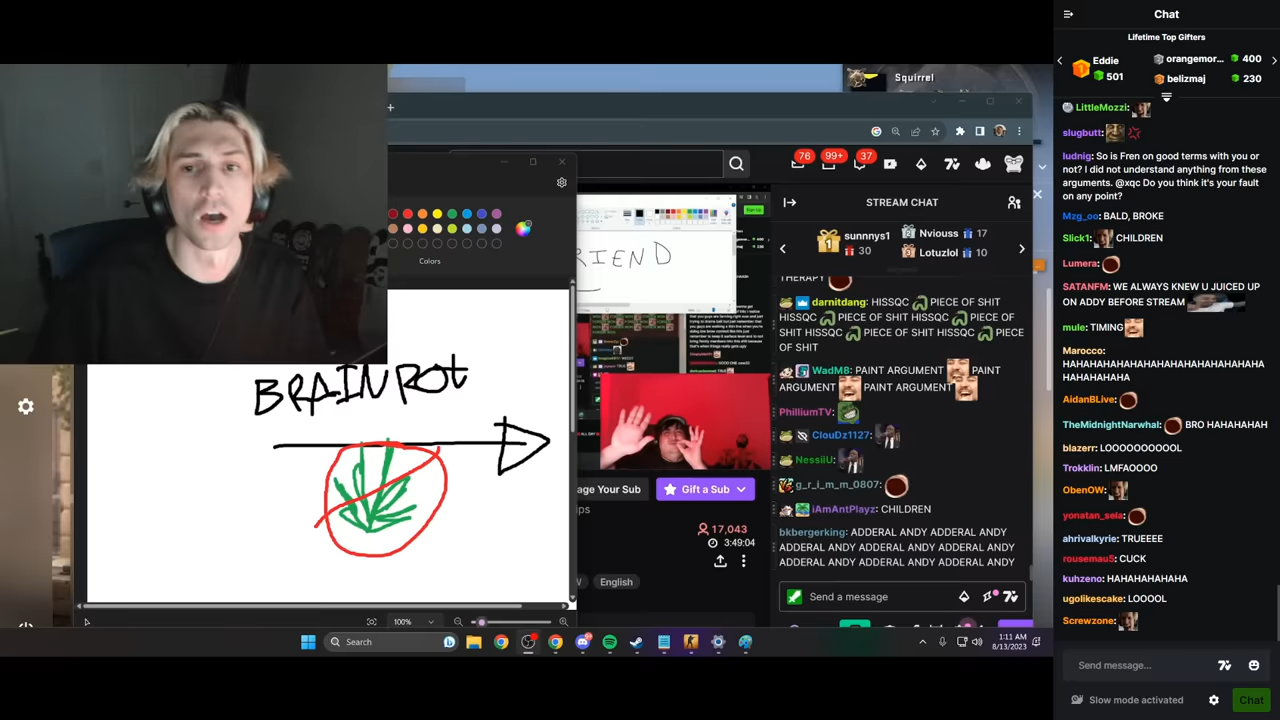 Squirrel
76
99+
37
Colors
RIEND
BRAINROt
100%
STREAM CHAT
sunnnys1
30
Nviouss 17
Lotuzlol 10
THERAPY
darnitdang: HISSQC PIECE OF SHIT
HISSQC PIECE OF SHIT HISSQC PIECE OF
SHIT HISSQC PIECE OF SHIT HISSQC PIECE
OF SHIT
WadM8: PAINT ARGUMENT PAINT
ARGUMENT PAINT ARGUMENT
PhilliumTV:
ClouDz1127:
NessiiU:
g_r_i_m_m_0807:
iAmAntPlayz: CHILDREN
bkbergerking: ADDERAL ANDY ADDERAL ANDY
ADDERAL ANDY ADDERAL ANDY ADDERAL ANDY
ADDERAL ANDY ADDERAL ANDY ADDERAL ANDY
Send a message
age Your Sub
Gift a Sub
ips
17,043
3:49:04
English
Search
1:11 AM
8/13/2023
Chat
Lifetime Top Gifters
Eddie
501
orangemor... 400
belizmaj 230
LittleMozzi:
slugbutt:
ludnig: So is Fren on good terms with you or
not? I did not understand anything from these
arguments. @xqc Do you think it's your fault
on any point?
Mzg_oo: BALD, BROKE
Slick1: CHILDREN
Lumera:
SATANFM: WE ALWAYS KNEW U JUICED UP
ON ADDY BEFORE STREAM
mule: TIMING
Marocco:
HAHAHAHAHAHAHAHAHAHAHAHAHAHA
HAHAHAHA
AidanBLive:
TheMidnightNarwhal: BRO HAHAHAH
blazerr: LOOOOOOOOOOL
Trokklin: LMFAOOOO
ObenOW:
yonatan_sela:
ahrivalkyrie: TRUEEEE
rousemau5: CUCK
kuhzeno: HAHAHAHAHAHA
ugolikescake: LOOOOL
Screwzone:
Send message...
Slow mode activated
Chat